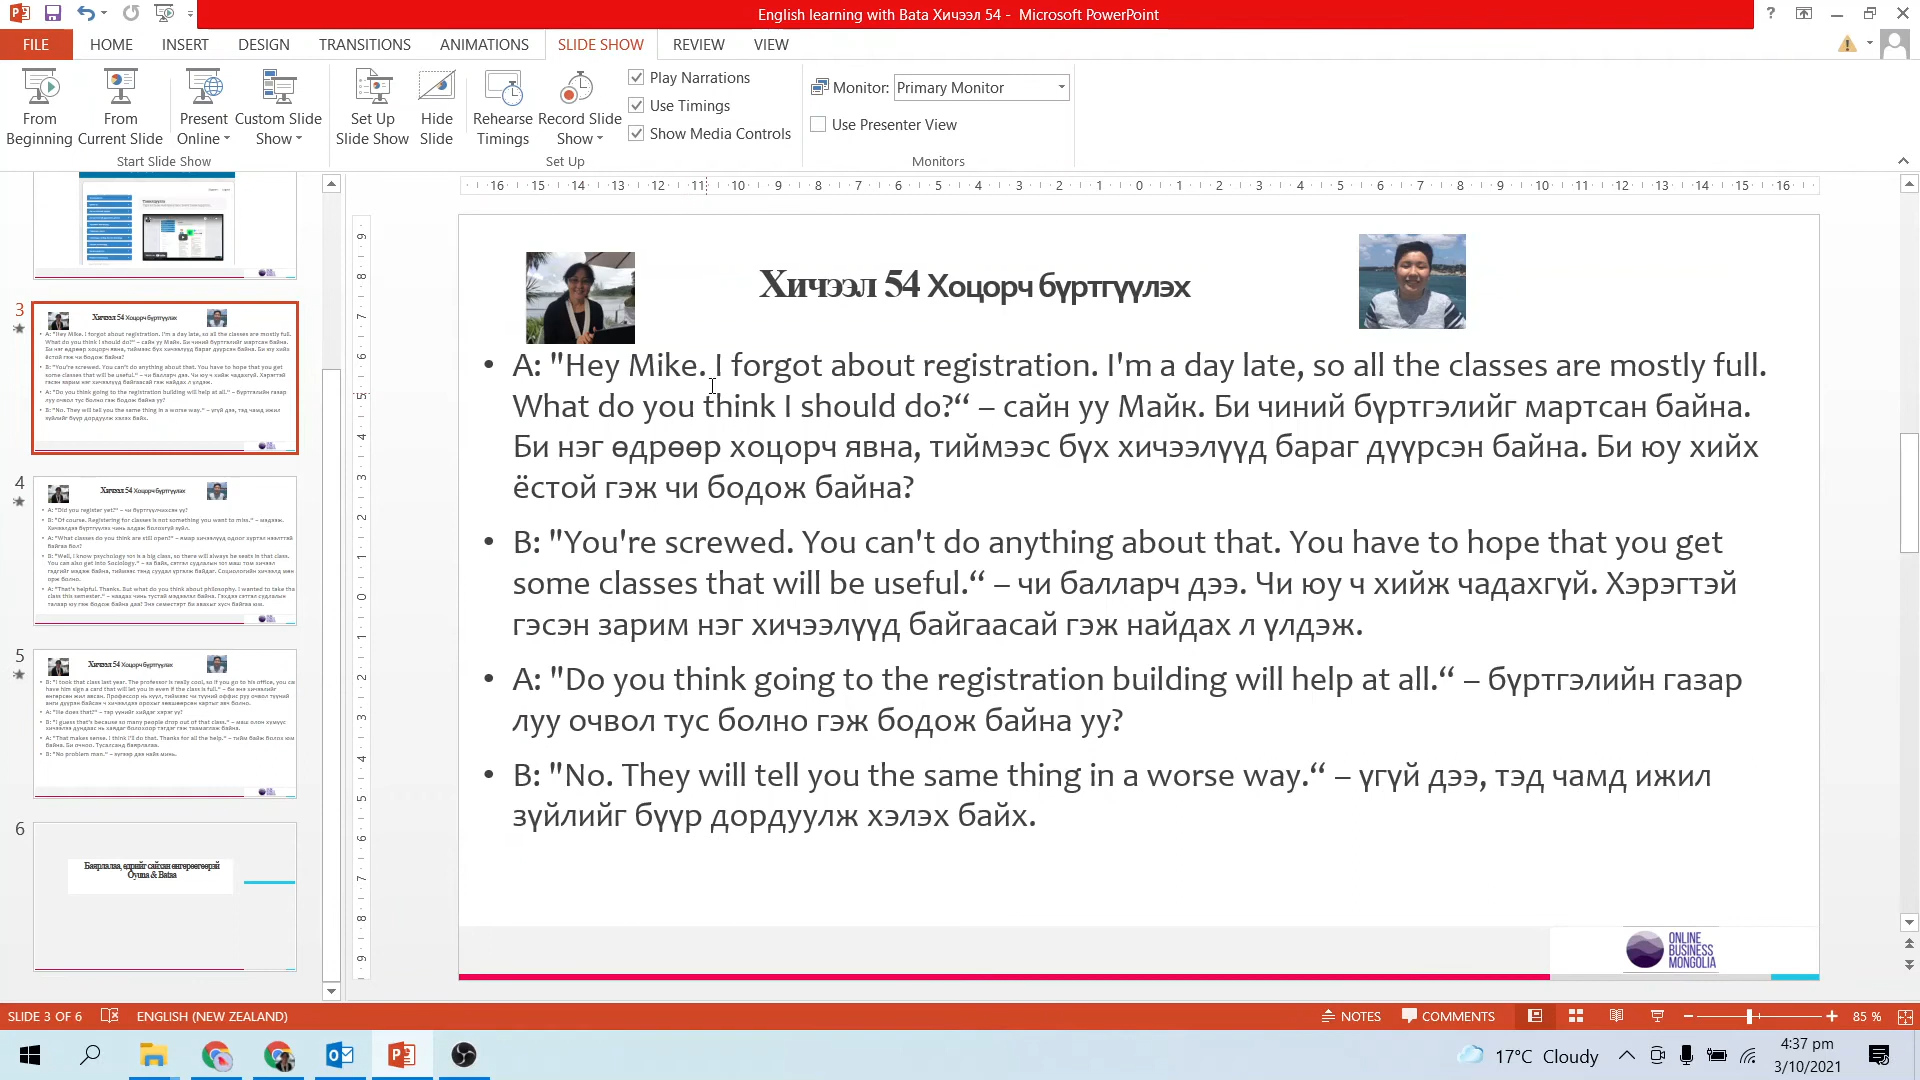 English learning with Bata Хичээл 54 - Microsoft PowerPoint
FILE HOME INSERT DESIGN TRANSITIONS ANIMATIONS SLIDE SHOW REVIEW VIEW
From Beginning
From Current Slide
Present Online
Custom Slide Show
Set Up Slide Show
Hide Slide
Rehearse Timings
Record Slide Show
Play Narrations
Use Timings
Show Media Controls
Monitor: Primary Monitor
Use Presenter View
Start Slide Show
Set Up
Monitors
3
4
5
6
Баярлалаа, өдрийг сайхан өнгөрөөгөөрэй
Oyuna & Bataa
Хичээл 54 Хоцорч бүртгүүлэх
• A: "Hey Mike. I forgot about registration. I'm a day late, so all the classes are mostly full.
What do you think I should do?“ – сайн уу Майк. Би чиний бүртгэлийг мартсан байна.
Би нэг өдрөөр хоцорч явна, тиймээс бүх хичээлүүд бараг дүүрсэн байна. Би юу хийх
ёстой гэж чи бодож байна?
• B: "You're screwed. You can't do anything about that. You have to hope that you get
some classes that will be useful.“ – чи балларч дээ. Чи юу ч хийж чадахгүй. Хэрэгтэй
гэсэн зарим нэг хичээлүүд байгаасай гэж найдах л үлдэж.
• A: "Do you think going to the registration building will help at all.“ – бүртгэлийн газар
луу очвол тус болно гэж бодож байна уу?
• B: "No. They will tell you the same thing in a worse way.“ – үгүй дээ, тэд чамд ижил
зүйлийг бүүр дордуулж хэлэх байх.
ONLINE
BUSINESS
MONGOLIA
SLIDE 3 OF 6 ENGLISH (NEW ZEALAND) NOTES COMMENTS 85 %
17°C Cloudy
4:37 pm
3/10/2021